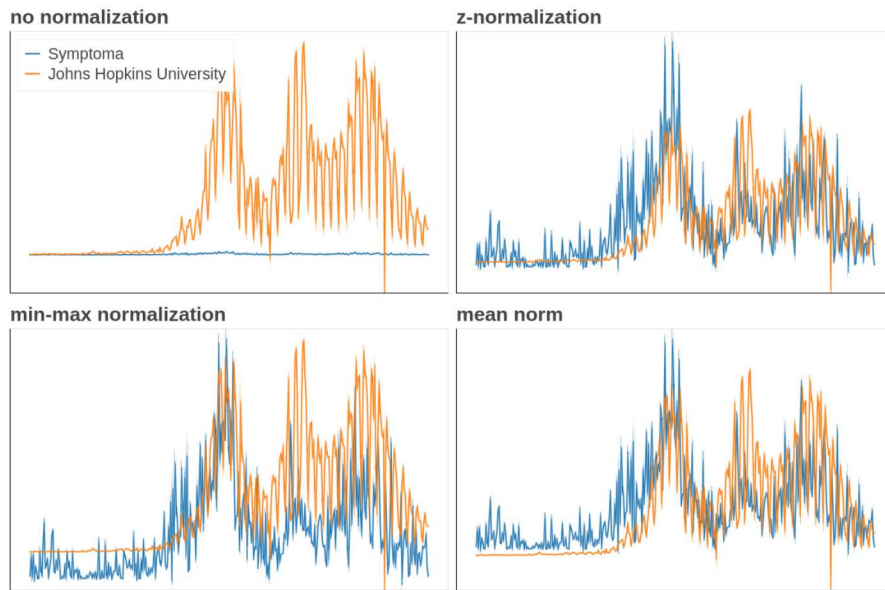 no normalization
Symptoma
Johns Hopkins University
z-normalization
min-max normalization
mean norm